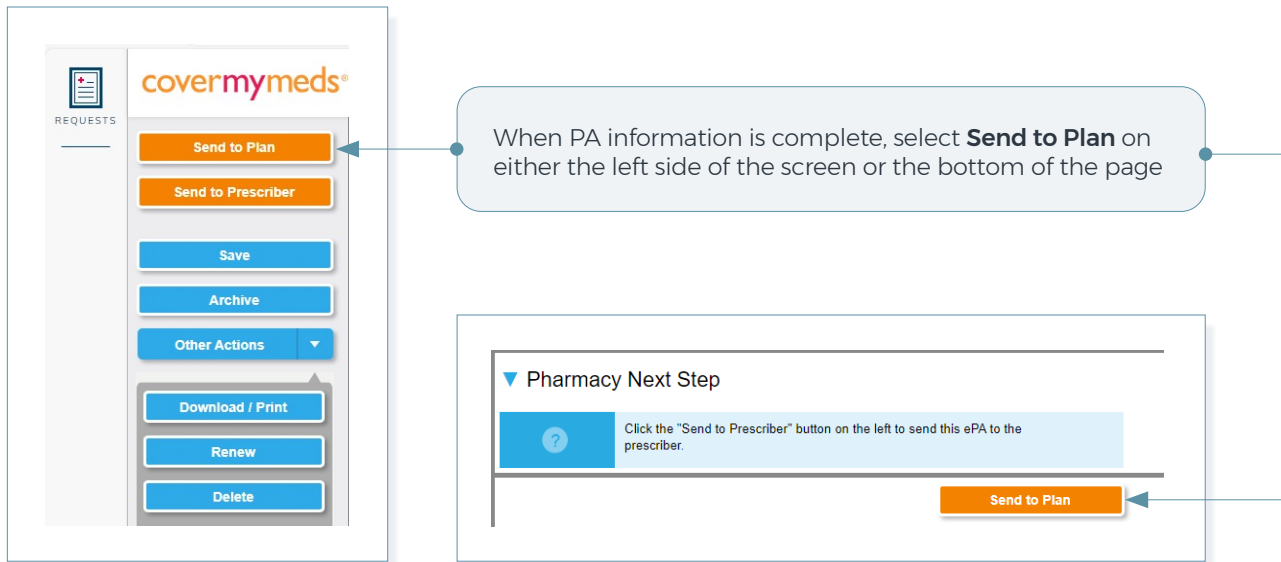 covermymeds®
REQUESTS
Send to Plan
Send to Prescriber
Save
Archive
Other Actions
Download / Print
Renew
Delete
When PA information is complete, select Send to Plan on
either the left side of the screen or the bottom of the page
Pharmacy Next Step
?
Click the "Send to Prescriber" button on the left to send this ePA to the
prescriber.
Send to Plan